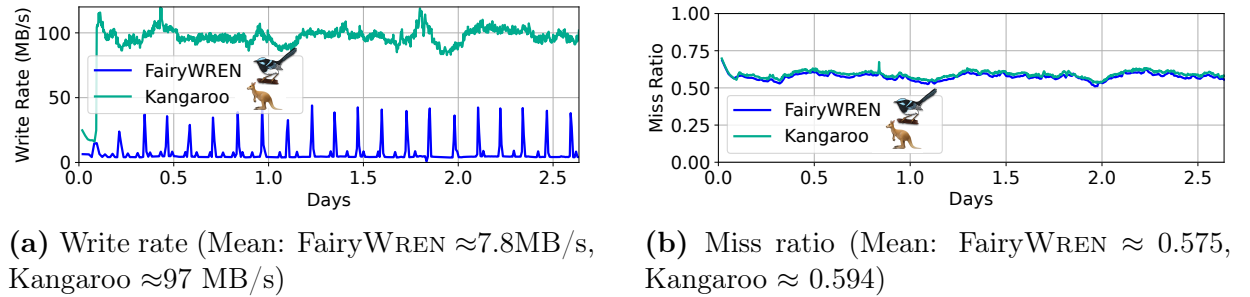 Write Rate (MB/s)
100
50
0
FairyWREN
Kangaroo
0.0 0.5 1.0 1.5 2.0 2.5
Days
(a) Write rate (Mean: FairyWREN ≈7.8MB/s,
Kangaroo ≈97 MB/s)
Miss Ratio
1.00
0.75
0.50
0.25
0.00
FairyWREN
Kangaroo
0.0 0.5 1.0 1.5 2.0 2.5
Days
(b) Miss ratio (Mean: FairyWREN ≈ 0.575,
Kangaroo ≈ 0.594)